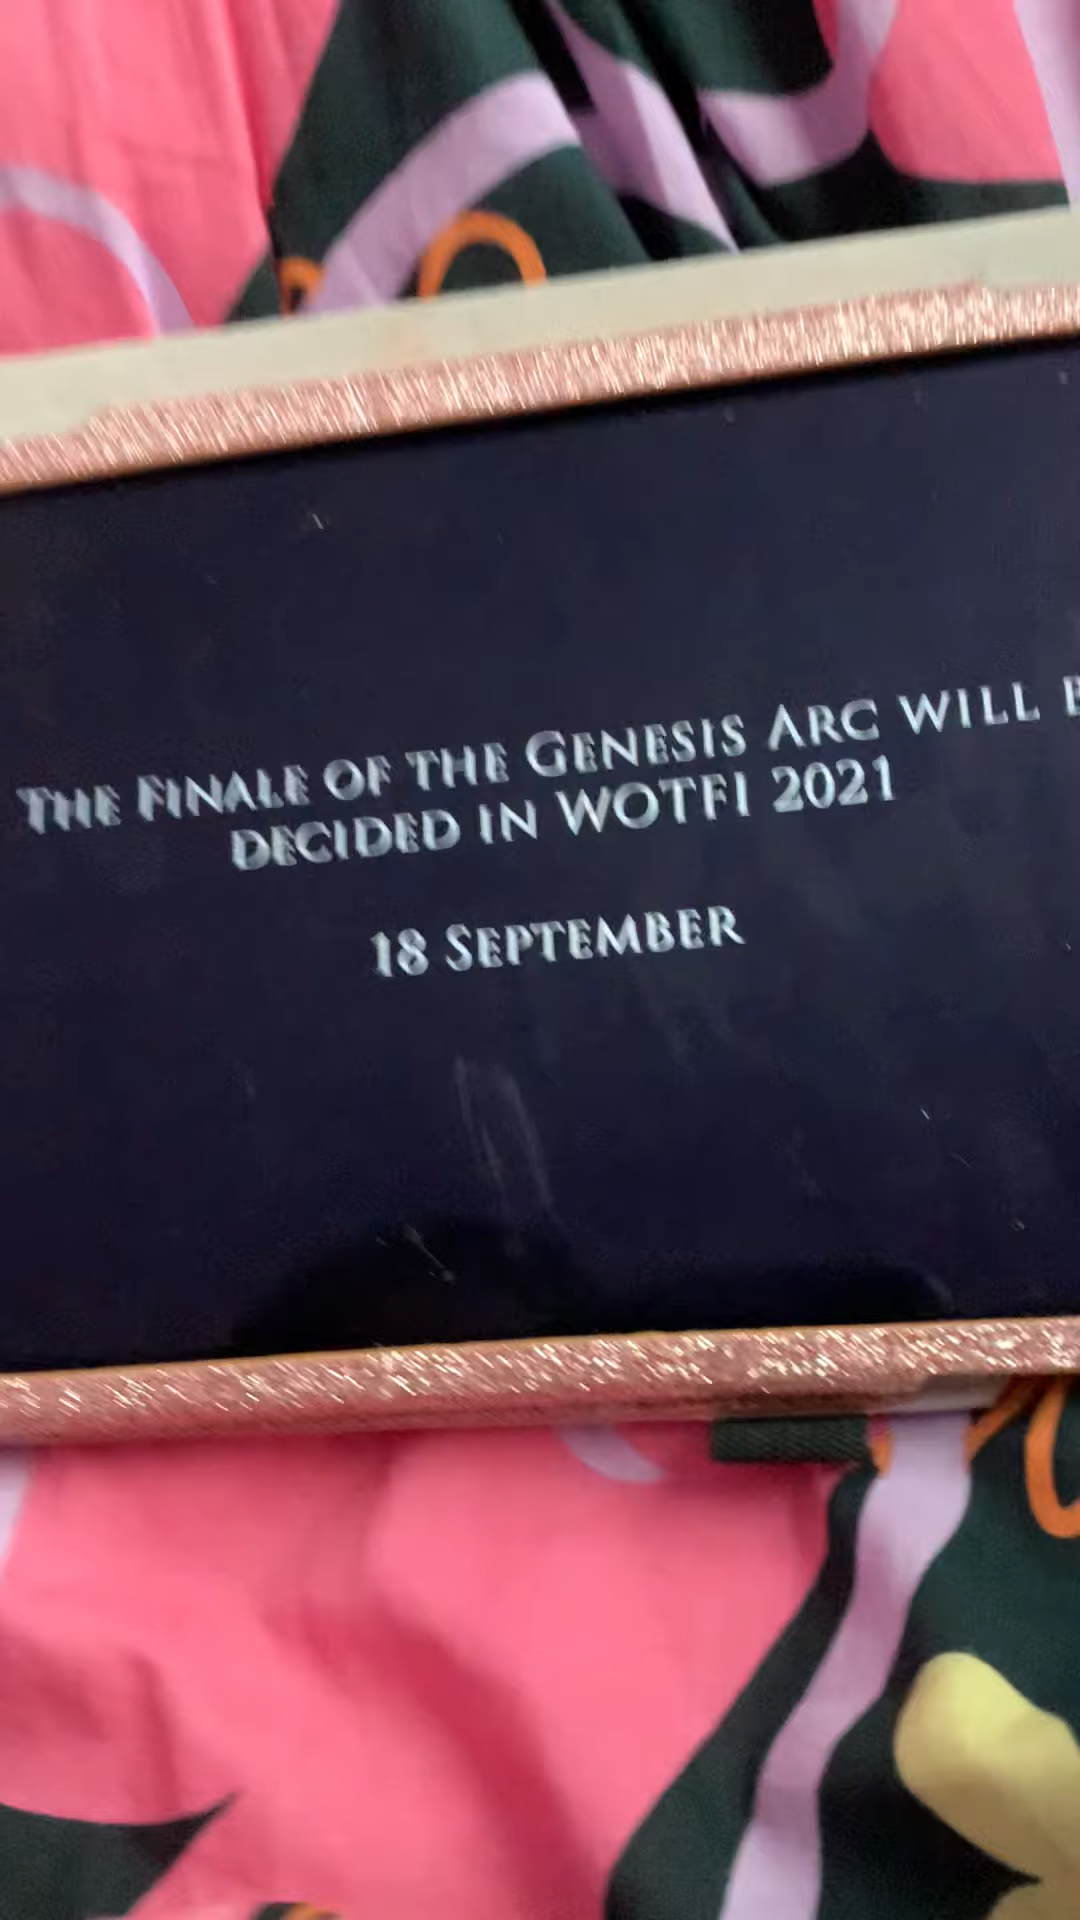 The Finale of the Genesis Arc will
decided in WOTFI 2021
18 September